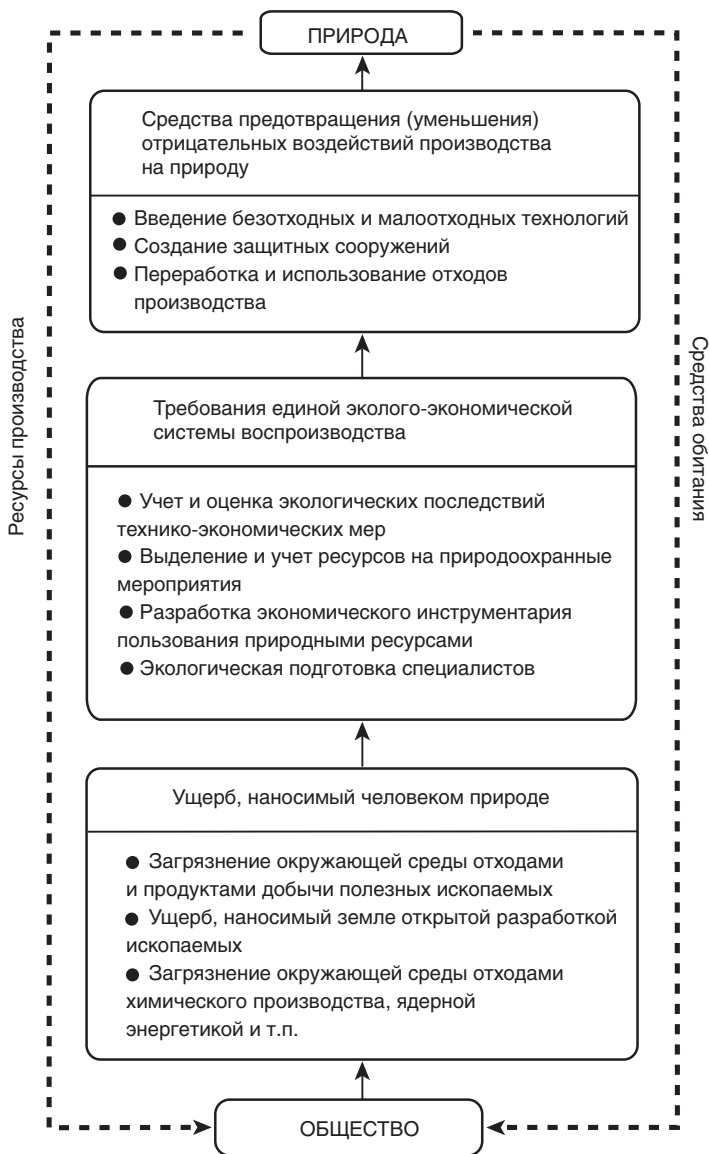 ПРИРОДА
Средства предотвращения (уменьшения)
отрицательных воздействий производства
на природу
● Введение безотходных и малоотходных технологий
● Создание защитных сооружений
● Переработка и использование отходов
производства
Ресурсы производства
Средства обитания
Требования единой эколого-экономической
системы воспроизводства
● Учет и оценка экологических последствий
технико-экономических мер
● Выделение и учет ресурсов на природоохранные
мероприятия
● Разработка экономического инструментария
пользования природными ресурсами
● Экологическая подготовка специалистов
Ущерб, наносимый человеком природе
● Загрязнение окружающей среды отходами
и продуктами добычи полезных ископаемых
● Ущерб, наносимый земле открытой разработкой
ископаемых
● Загрязнение окружающей среды отходами
химического производства, ядерной
энергетикой и т.п.
ОБЩЕСТВО